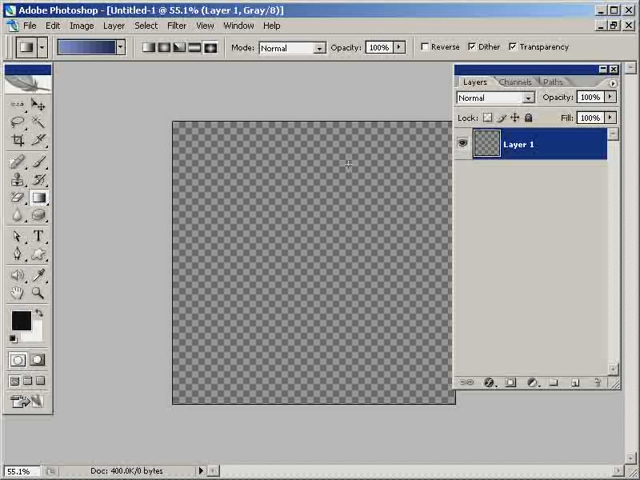 Adobe Photoshop - [Untitled-1 @ 55.1% (Layer 1, Gray/8)]
File Edit Image Layer Select Filter View Window Help
Mode: Normal Opacity: 100% Reverse Dither Transparency
Layers Channels Paths
Normal Opacity: 100%
Lock: Fill: 100%
Layer 1
T
55.1% Doc: 400.0K/0 bytes